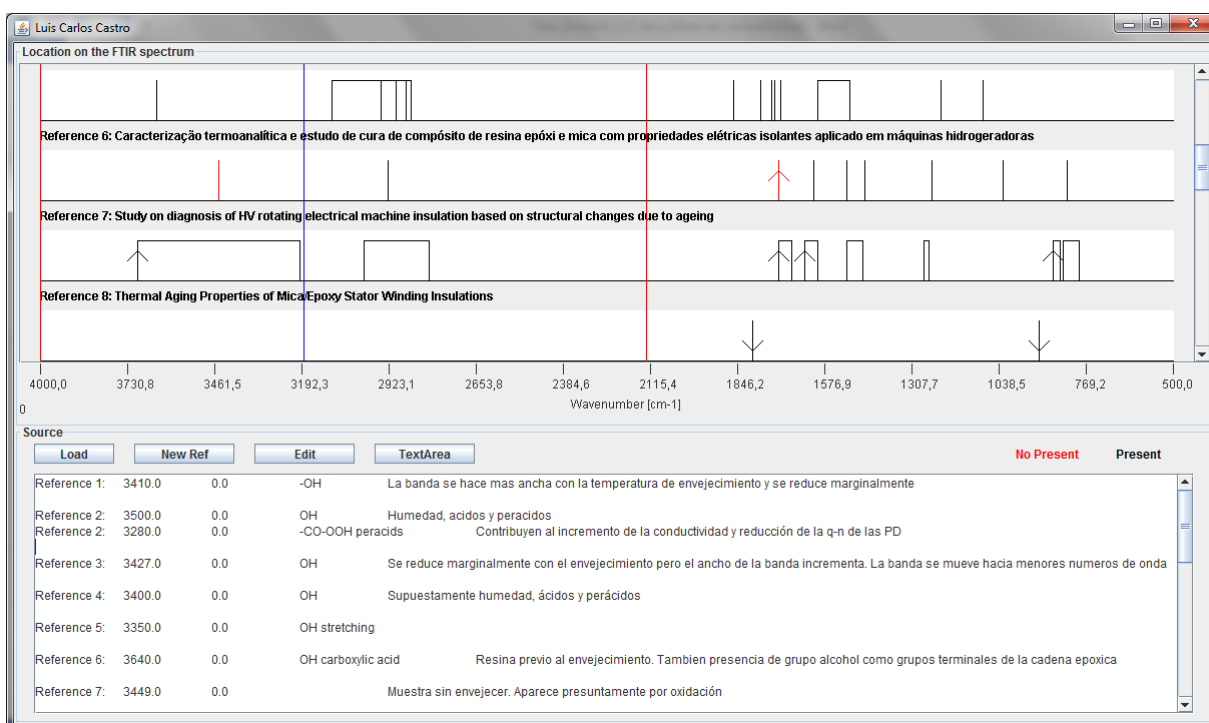 Luis Carlos Castro
Location on the FTIR spectrum
Reference 6: Caracterização termoanalítica e estudo de cura de compósito de resina epóxi e mica com propriedades elétricas isolantes aplicado em máquinas hidrogeradoras
Reference 7: Study on diagnosis of HV rotating electrical machine insulation based on structural changes due to ageing
Reference 8: Thermal Aging Properties of Mica/Epoxy Stator Winding Insulations
4000,0 3730,8 3461,5 3192,3 2923,1 2653,8 2384,6 2115,4 1846,2 1576,9 1307,7 1038,5 769,2 500,0
Wavenumber [cm-1]
0
Source
Load New Ref Edit TextArea No Present Present
Reference 1: 3410.0 0.0 -OH La banda se hace mas ancha con la temperatura de envejecimiento y se reduce marginalmente
Reference 2: 3500.0 0.0 OH Humedad, acidos y peracidos
Reference 2: 3280.0 0.0 -CO-OOH peracids Contribuyen al incremento de la conductividad y reducción de la q-n de las PD
Reference 3: 3427.0 0.0 OH Se reduce marginalmente con el envejecimiento pero el ancho de la banda incrementa. La banda se mueve hacia menores numeros de onda
Reference 4: 3400.0 0.0 OH Supuestamente humedad, ácidos y perácidos
Reference 5: 3350.0 0.0 OH stretching
Reference 6: 3640.0 0.0 OH carboxylic acid Resina previo al envejecimiento. Tambien presencia de grupo alcohol como grupos terminales de la cadena epoxica
Reference 7: 3449.0 0.0 Muestra sin envejecer. Aparece presuntamente por oxidación